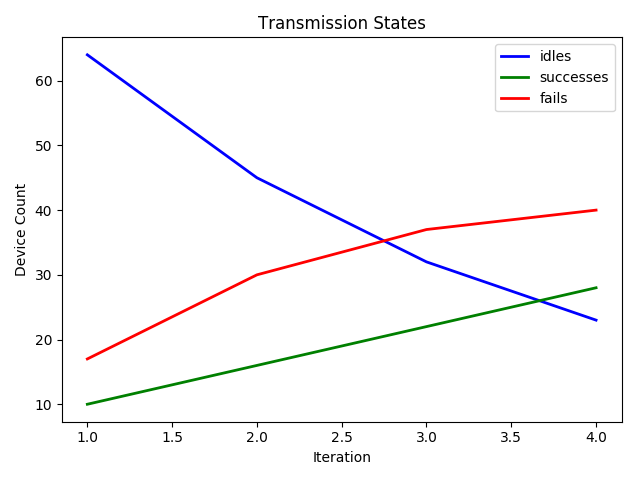 Transmission States
idles
successes
fails
Device Count
60
50
40
30
20
10
1.0 1.5 2.0 2.5 3.0 3.5 4.0
Iteration